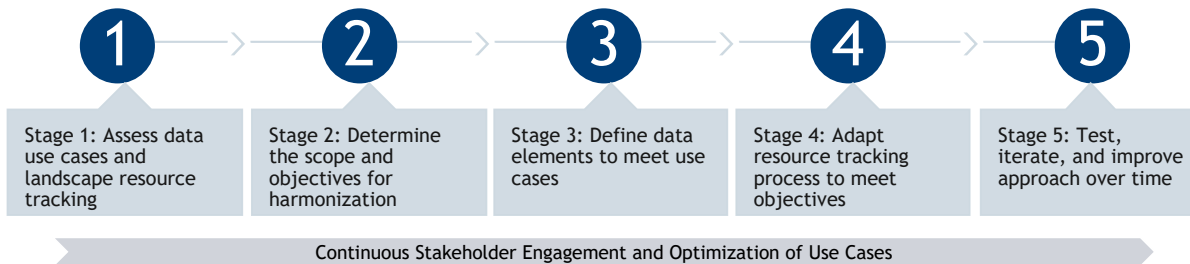 1
2
3
4
5
Stage 1: Assess data
use cases and
landscape resource
tracking
Stage 2: Determine
the scope and
objectives for
harmonization
Stage 3: Define data
elements to meet use
cases
Stage 4: Adapt
resource tracking
process to meet
objectives
Stage 5: Test,
iterate, and improve
approach over time
Continuous Stakeholder Engagement and Optimization of Use Cases